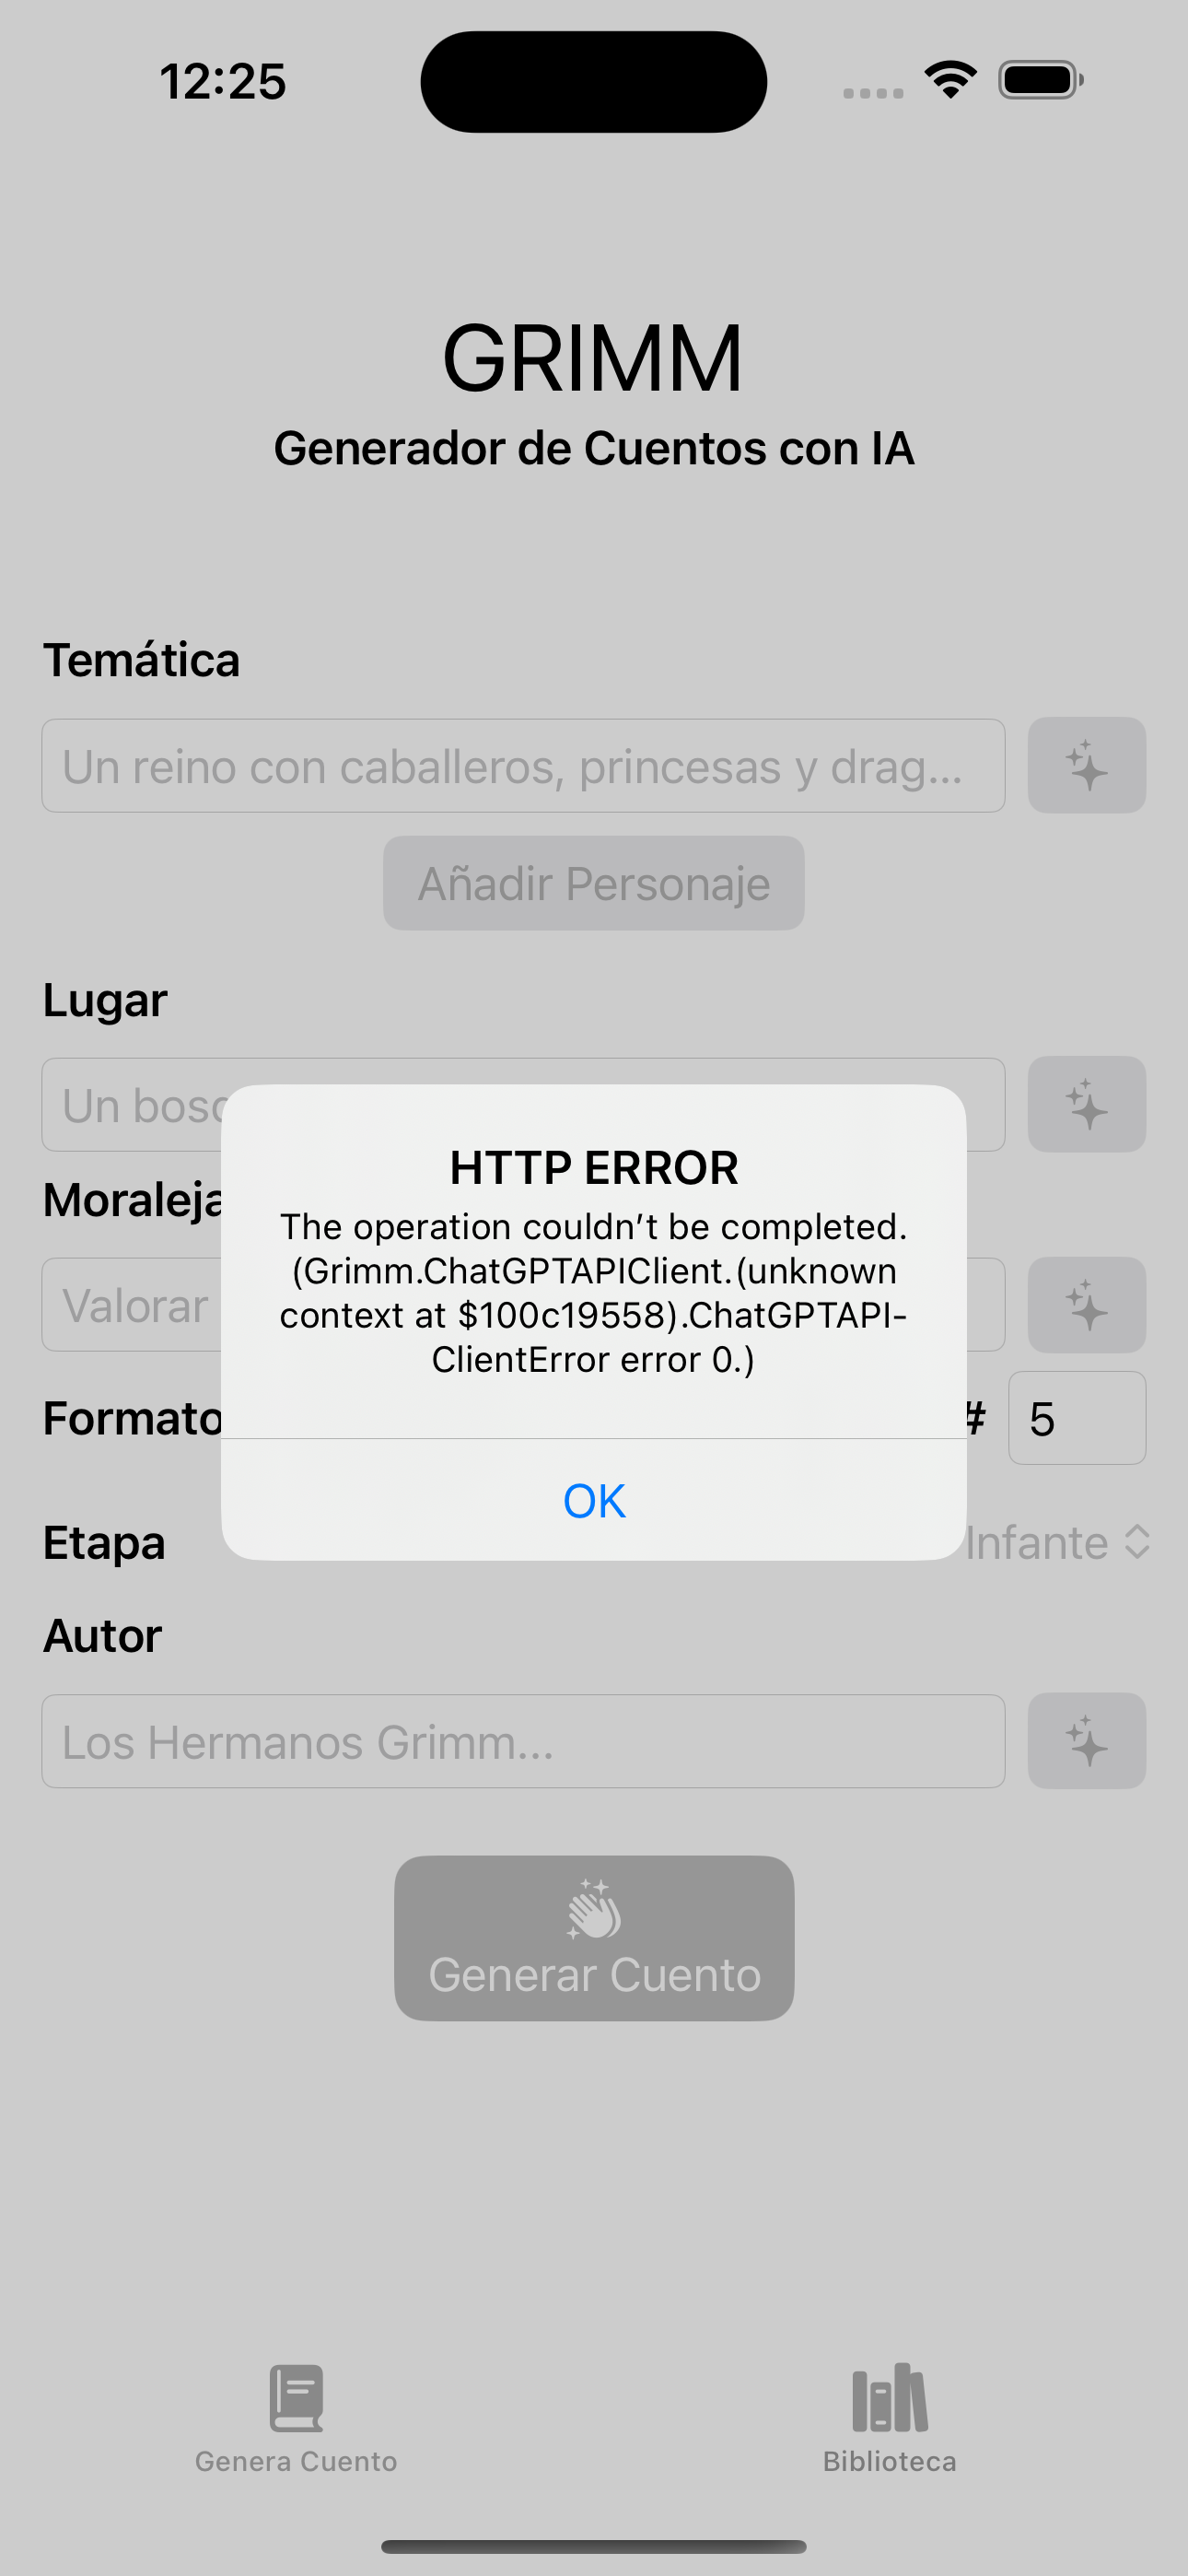 12:25
GRIMM
Generador de Cuentos con IA
Temática
Un reino con caballeros, princesas y drag...
Añadir Personaje
Lugar
Un bosc
Moraleja
Valorar
HTTP ERROR
The operation couldn’t be completed.
(Grimm.ChatGPTAPIClient.(unknown
context at $100c19558).ChatGPTAPI-
ClientError error 0.)
OK
Formato
# 5
Etapa
Infante
Autor
Los Hermanos Grimm...
Generar Cuento
Genera Cuento
Biblioteca